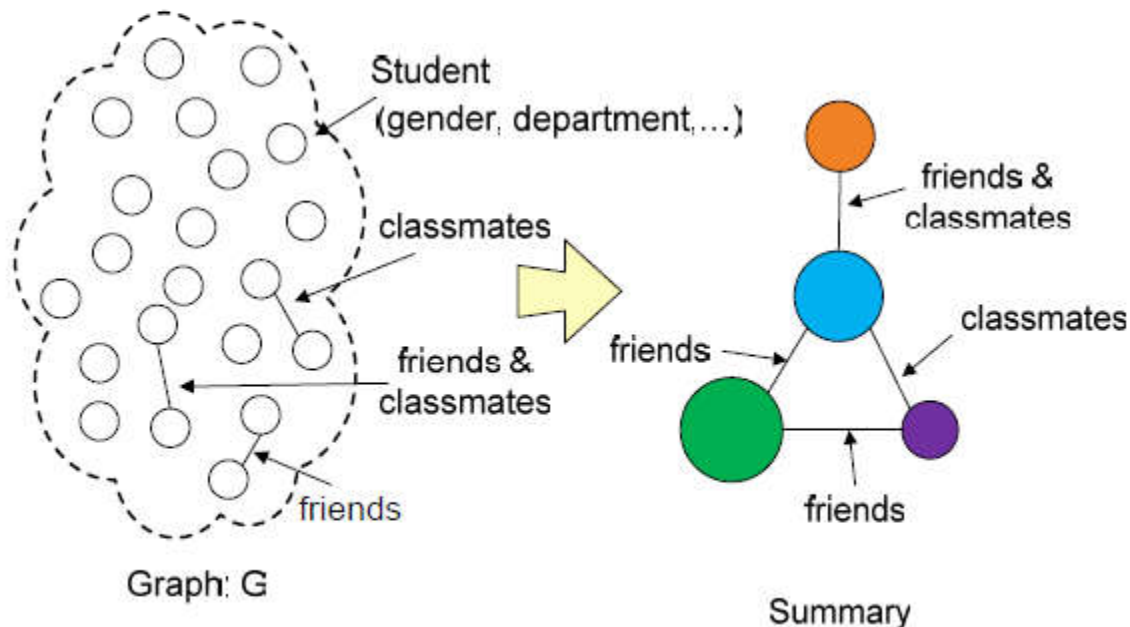 Student
(gender, department,...)
classmates
friends &
classmates
friends
Graph: G
friends &
classmates
classmates
friends
friends
Summary